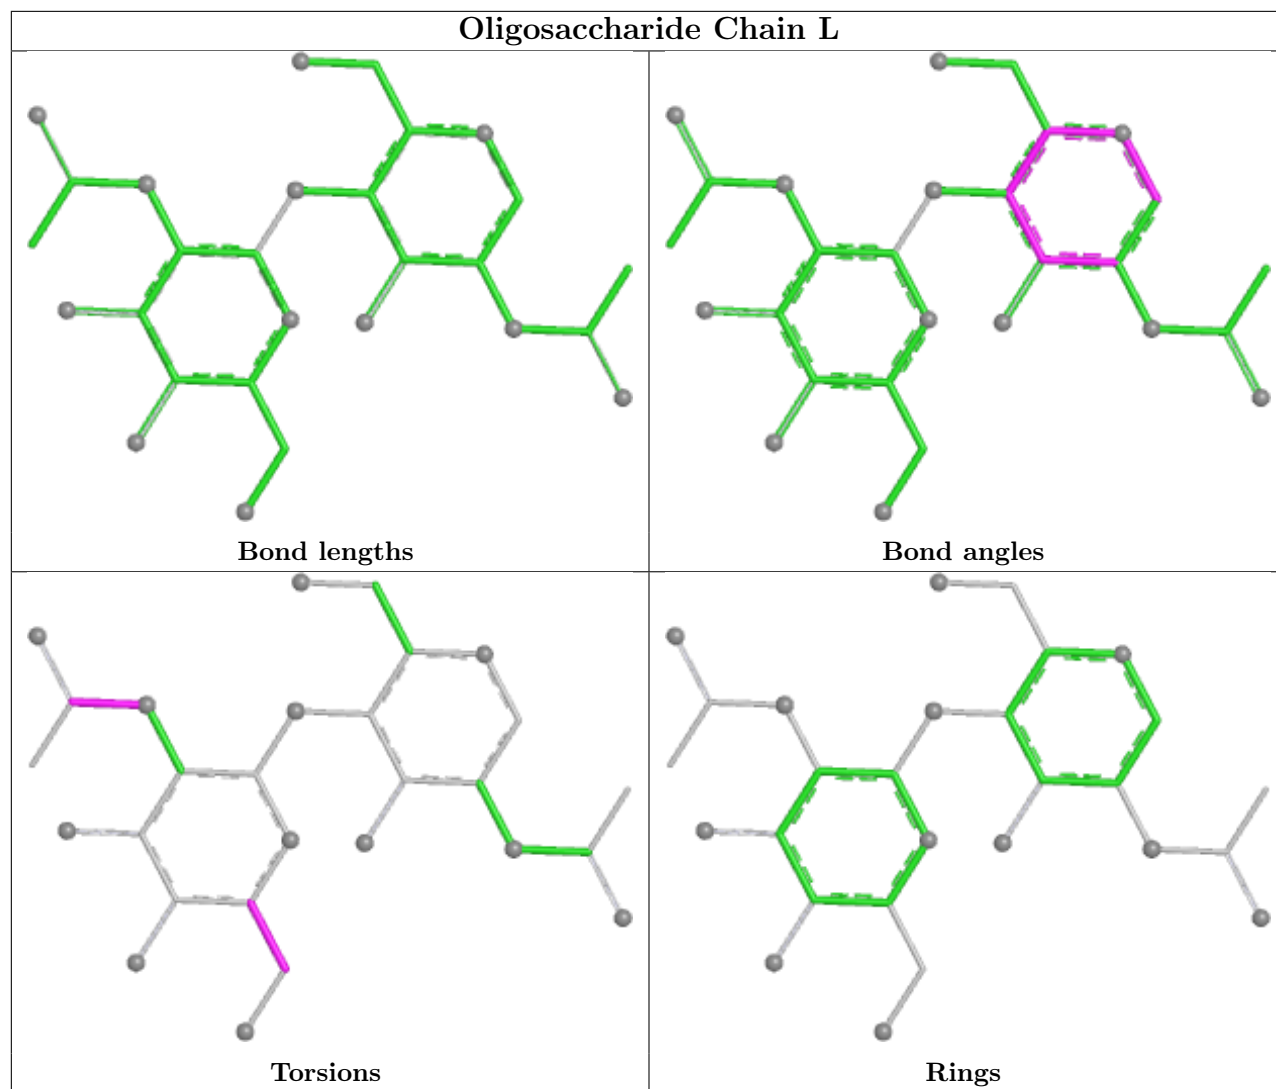 Oligosaccharide Chain L
Bond lengths
Bond angles
Torsions
Rings